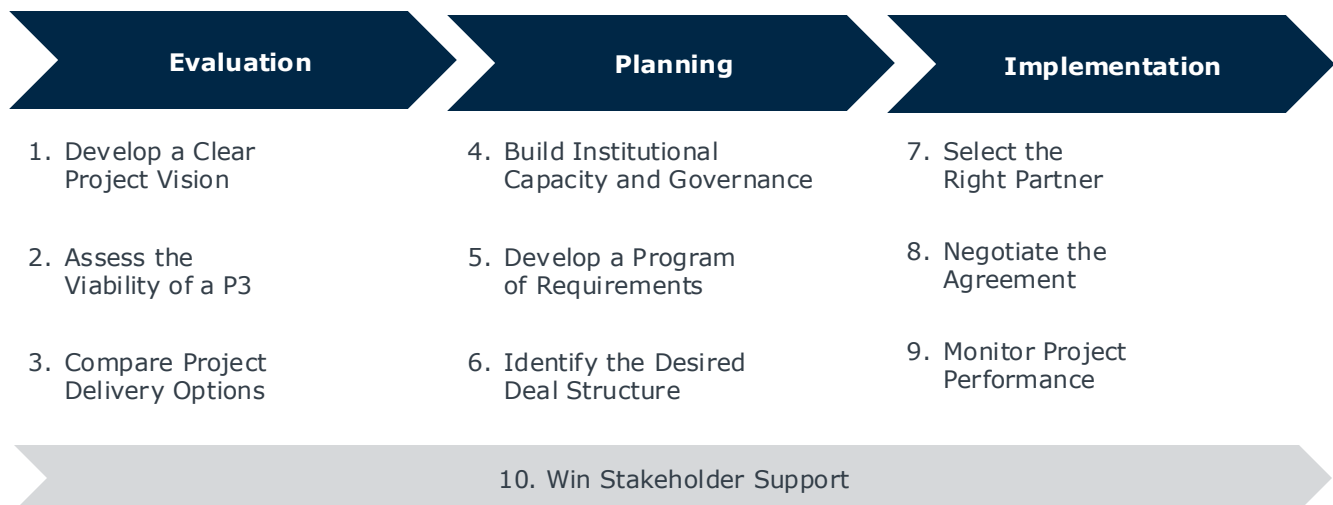 Evaluation
1. Develop a Clear
Project Vision
2. Assess the
Viability of a P3
3. Compare Project
Delivery Options
Planning
4. Build Institutional
Capacity and Governance
5. Develop a Program
of Requirements
6. Identify the Desired
Deal Structure
Implementation
7. Select the
Right Partner
8. Negotiate the
Agreement
9. Monitor Project
Performance
10. Win Stakeholder Support